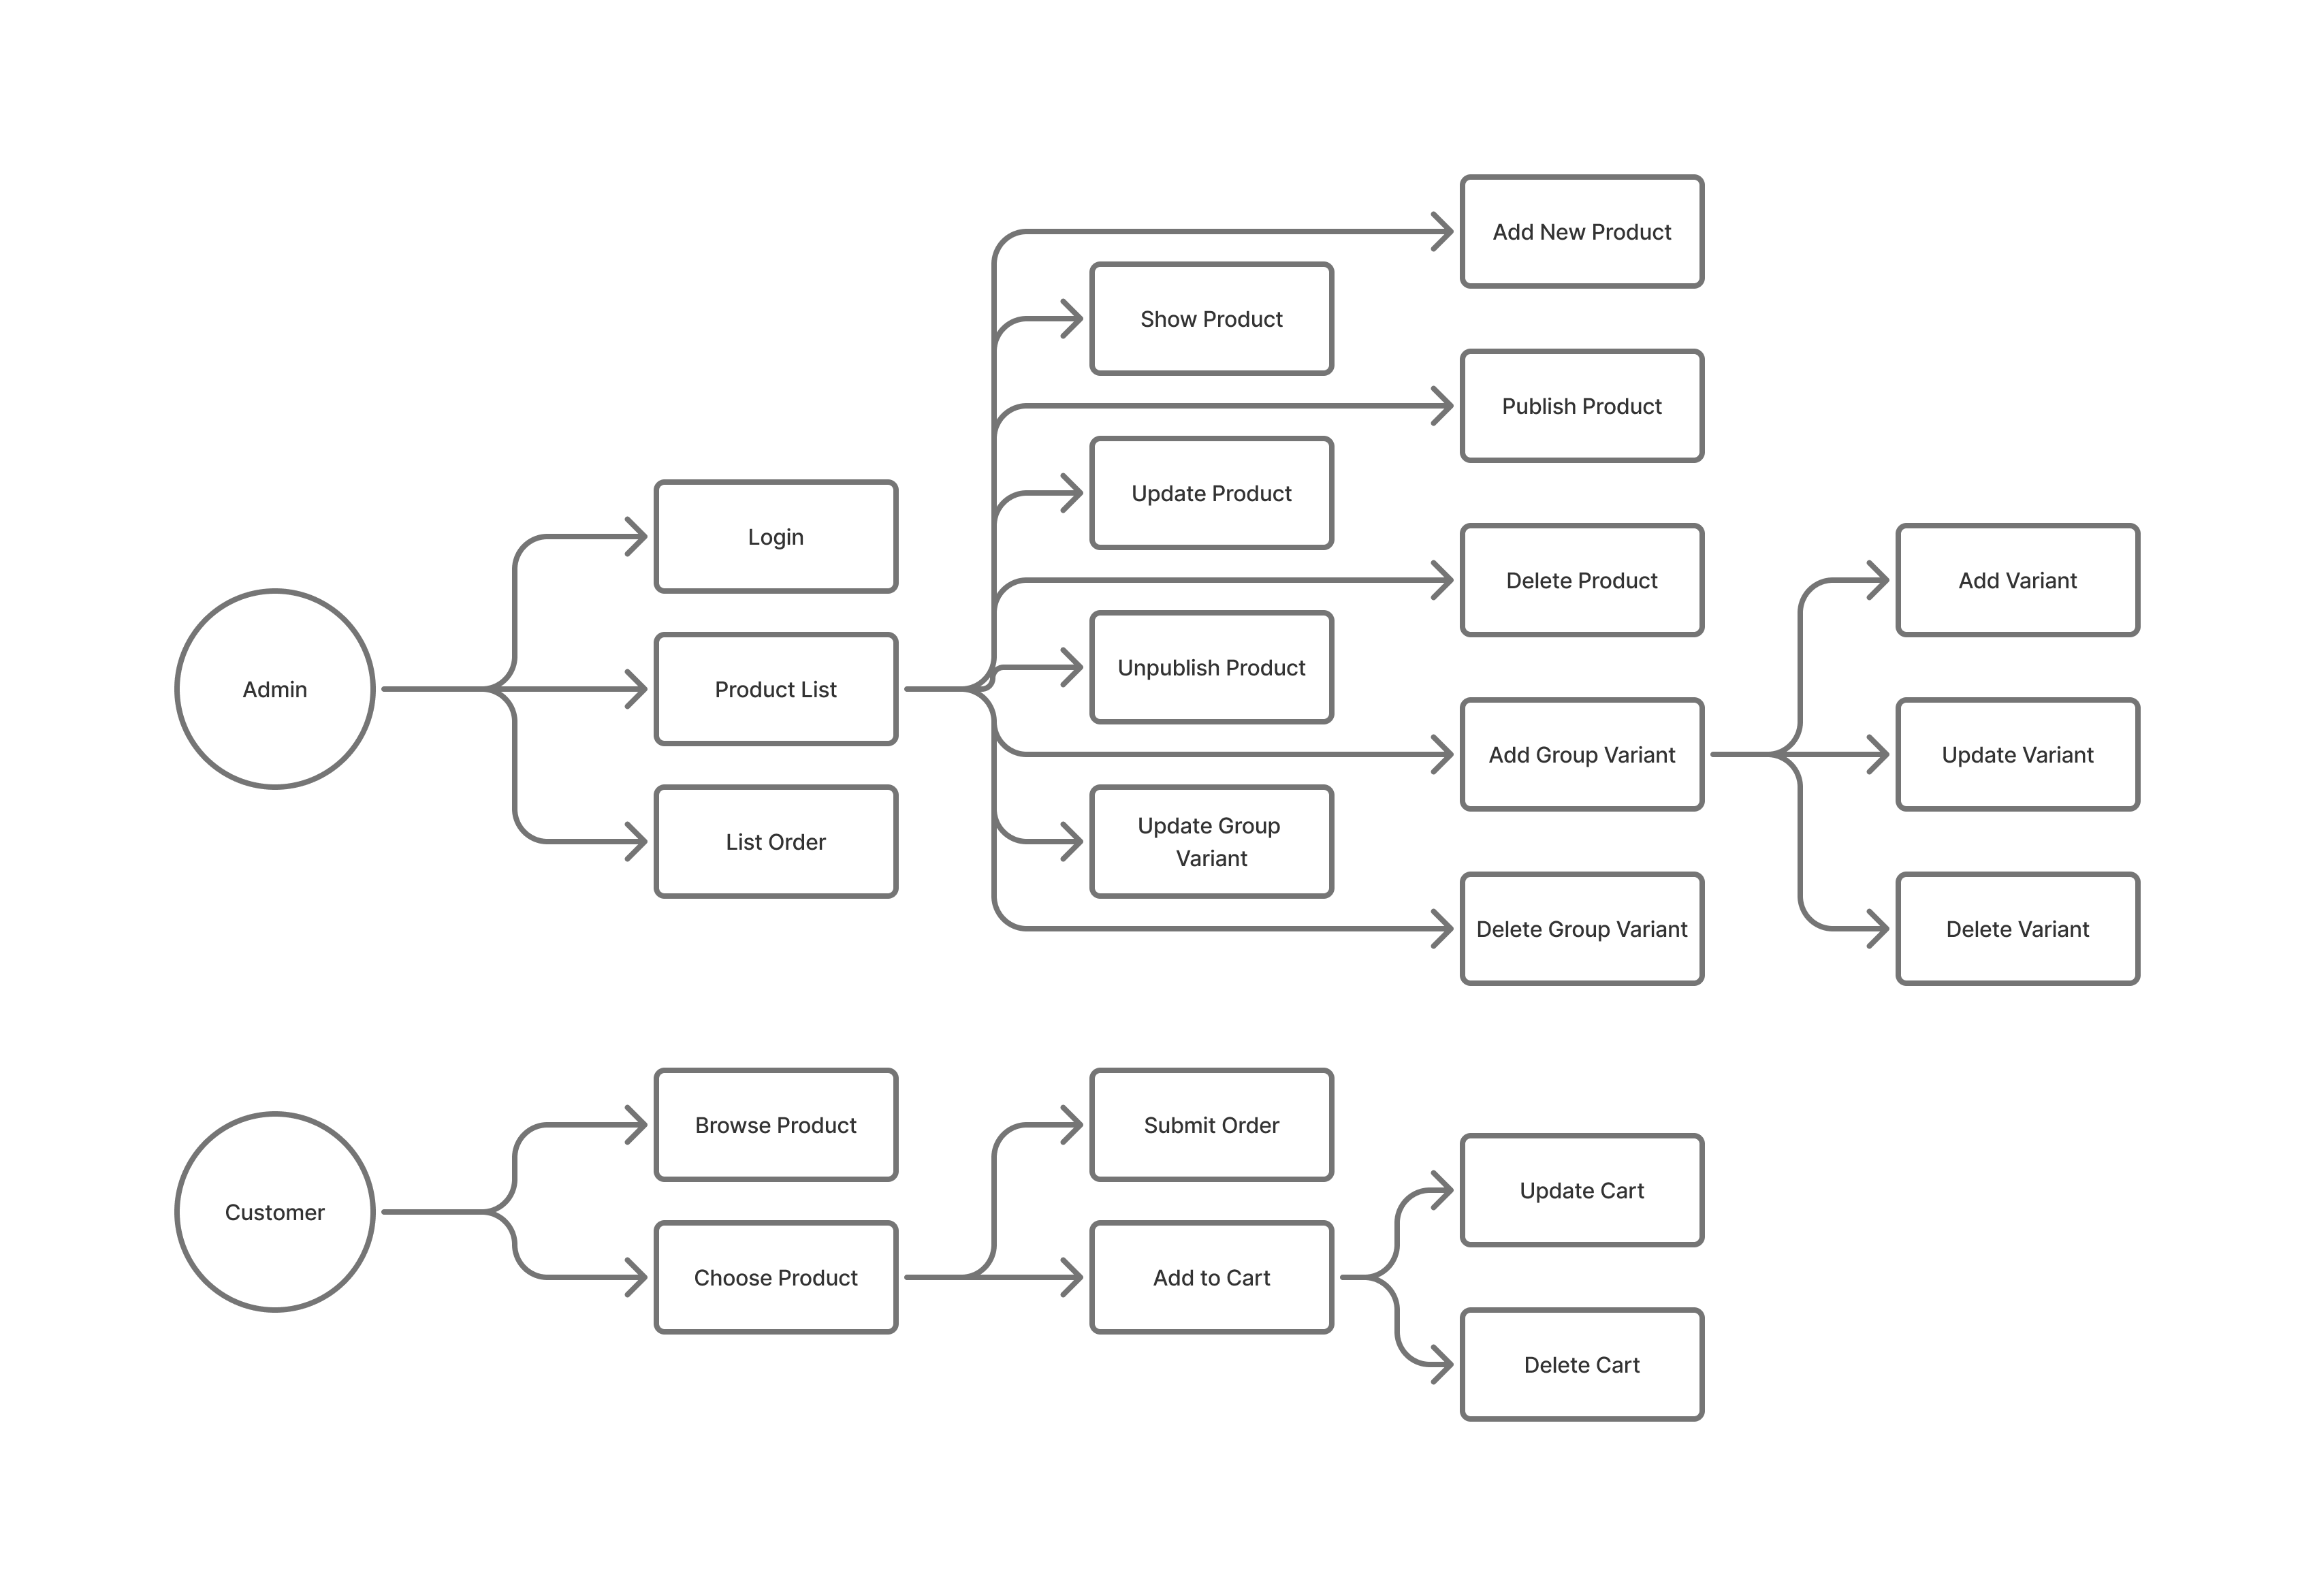 Add New Product
Show Product
Publish Product
Update Product
Login
Delete Product
Add Variant
Admin
Product List
Unpublish Product
Add Group Variant
Update Variant
List Order
Update Group
Variant
Delete Group Variant
Delete Variant
Customer
Browse Product
Submit Order
Update Cart
Choose Product
Add to Cart
Delete Cart